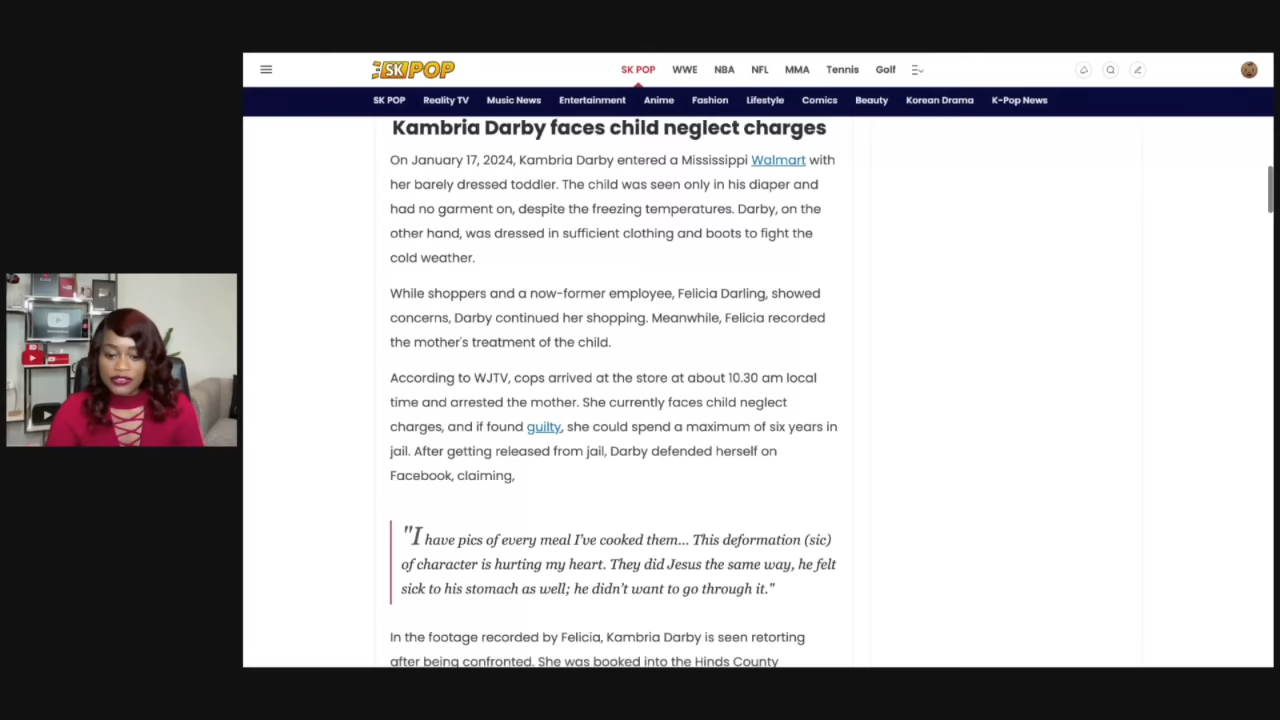 SK POP
SK POP WWE NBA NFL MMA Tennis Golf
SK POP Reality TV Music News Entertainment Anime Fashion Lifestyle Comics Beauty Korean Drama K-Pop News
Kambria Darby faces child neglect charges
On January 17, 2024, Kambria Darby entered a Mississippi Walmart with
her barely dressed toddler. The child was seen only in his diaper and
had no garment on, despite the freezing temperatures. Darby, on the
other hand, was dressed in sufficient clothing and boots to fight the
cold weather.
While shoppers and a now-former employee, Felicia Darling, showed
concerns, Darby continued her shopping. Meanwhile, Felicia recorded
the mother's treatment of the child.
According to WJTV, cops arrived at the store at about 10.30 am local
time and arrested the mother. She currently faces child neglect
charges, and if found guilty, she could spend a maximum of six years in
jail. After getting released from jail, Darby defended herself on
Facebook, claiming,
"I have pics of every meal I've cooked them... This deformation (sic)
of character is hurting my heart. They did Jesus the same way, he felt
sick to his stomach as well; he didn't want to go through it."
In the footage recorded by Felicia, Kambria Darby is seen retorting
after being confronted. She was booked into the Hinds County